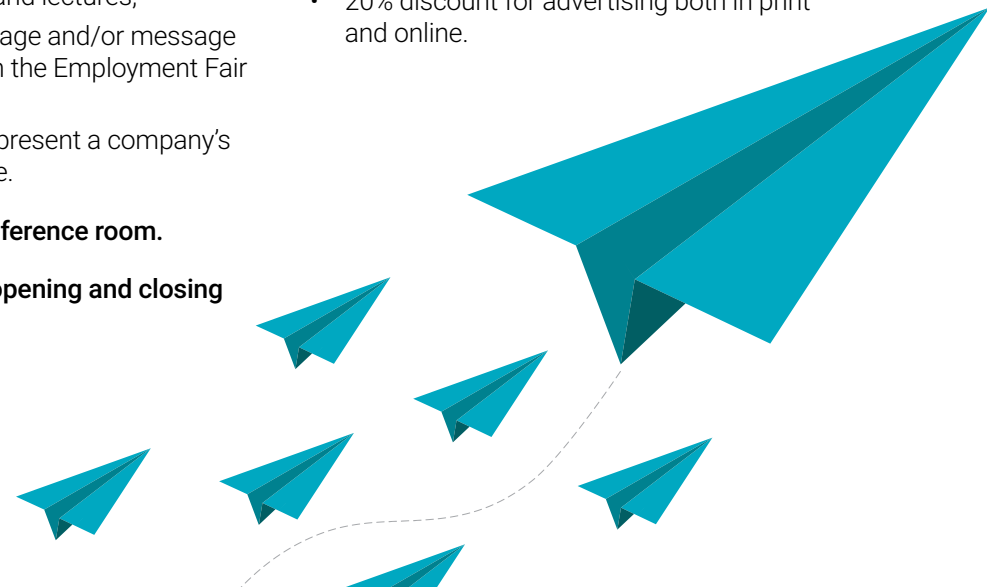 and lectures;
age and/or message
the Employment Fair
present a company's
ference room.
opening and closing
• 20% discount for advertising both in print
and online.